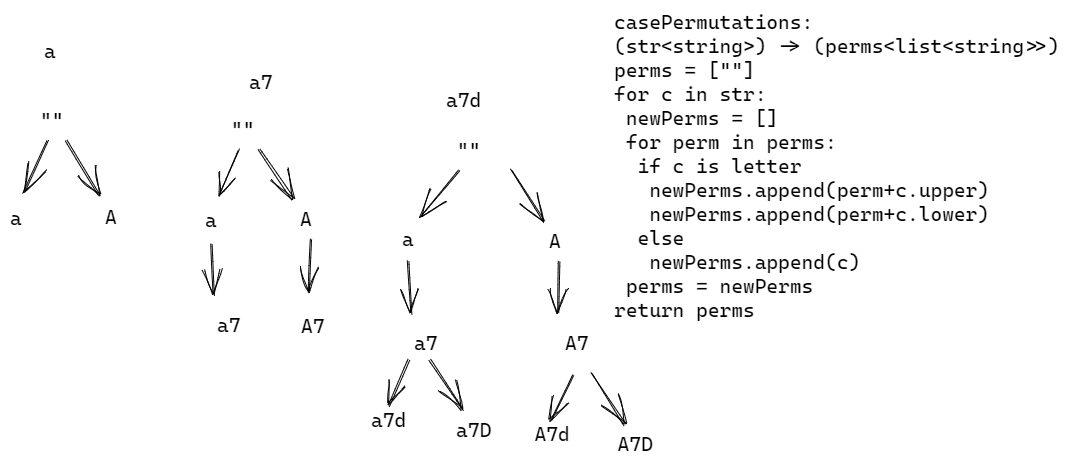 a
""
a A
a7
""
a A
a7 A7
a7d
""
a A
a7 A7
a7d a7D A7d A7D
casePermutations:
(str<string>) -> (perms<list<string>>)
perms = [""]
for c in str:
newPerms = []
for perm in perms:
if c is letter
newPerms.append(perm+c.upper)
newPerms.append(perm+c.lower)
else
newPerms.append(c)
perms = newPerms
return perms